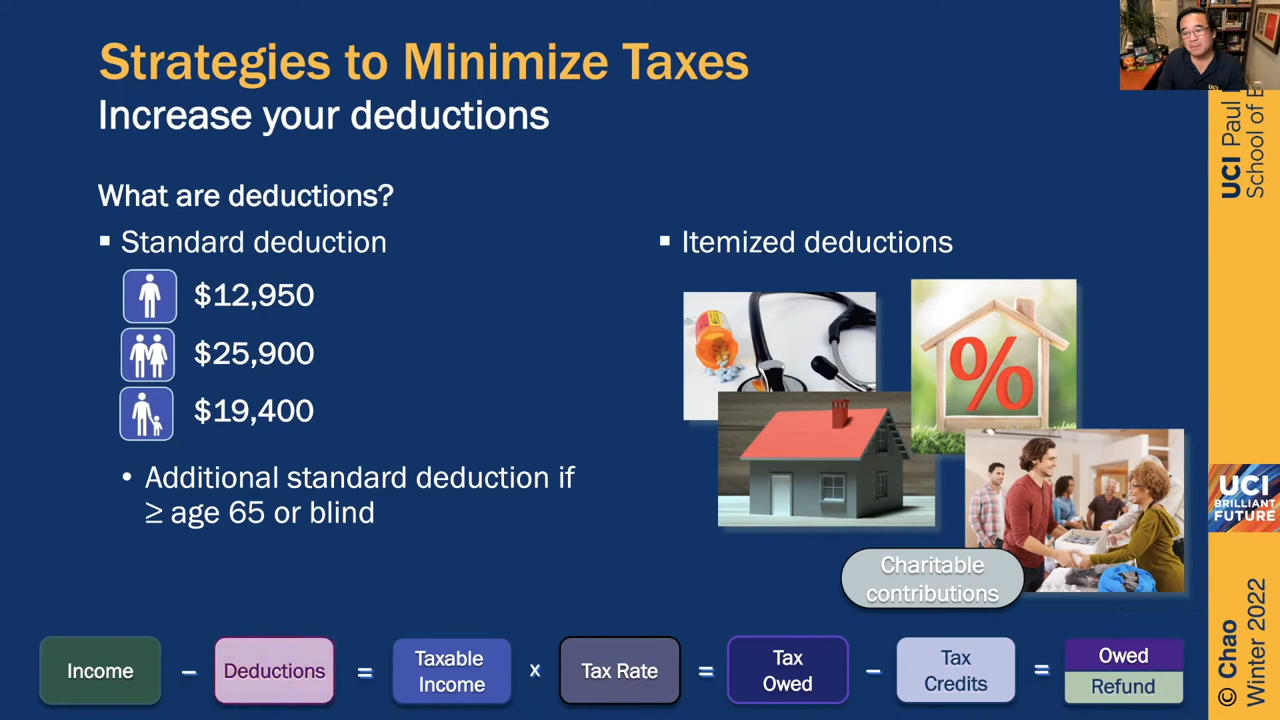 Strategies to Minimize Taxes
Increase your deductions
What are deductions?
▪ Standard deduction
$12,950
$25,900
$19,400
• Additional standard deduction if
≥ age 65 or blind
▪ Itemized deductions
%
Charitable
contributions
Income
–
Deductions
=
Taxable
Income
x
Tax Rate
=
Tax
Owed
–
Tax
Credits
=
Owed
Refund
UCI Paul
School of
UCI
BRILLIANT
FUTURE
© Chao
Winter 2022
UCI